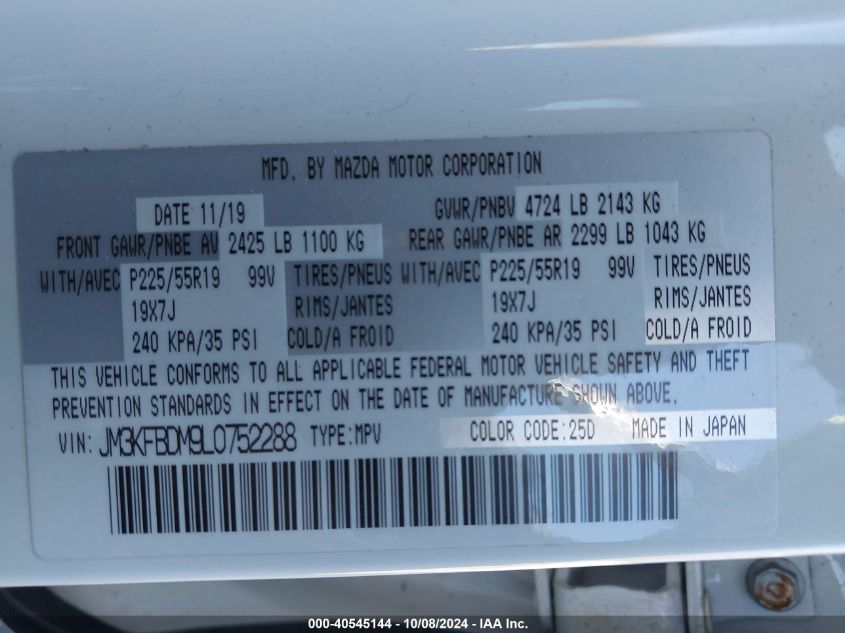 MFD. BY MAZDA MOTOR CORPORATION
DATE 11/19 GVWR/PNBV 4724 LB 2143 KG
FRONT GAWR/PNBE AV 2425 LB 1100 KG REAR GAWR/PNBE AR 2299 LB 1043 KG
WITH/AVEC P225/55R19 99V TIRES/PNEUS WITH/AVEC P225/55R19 99V TIRES/PNEUS
19X7J RIMS/JANTES 19X7J RIMS/JANTES
240 KPA/35 PSI COLD/A FROID 240 KPA/35 PSI COLD/A FROID
THIS VEHICLE CONFORMS TO ALL APPLICABLE FEDERAL MOTOR VEHICLE SAFETY AND THEFT
PREVENTION STANDARDS IN EFFECT ON THE DATE OF MANUFACTURE SHOWN ABOVE.
VIN: JM3KFBDM9L0752288 TYPE:MPV COLOR CODE:25D MADE IN JAPAN
000-40545144 - 10/08/2024 - IAA Inc.